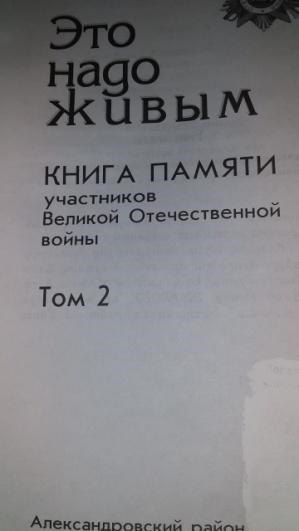 Это
надо
живым
КНИГА ПАМЯТИ
участников
Великой Отечественной
войны
Том 2
Александровский район